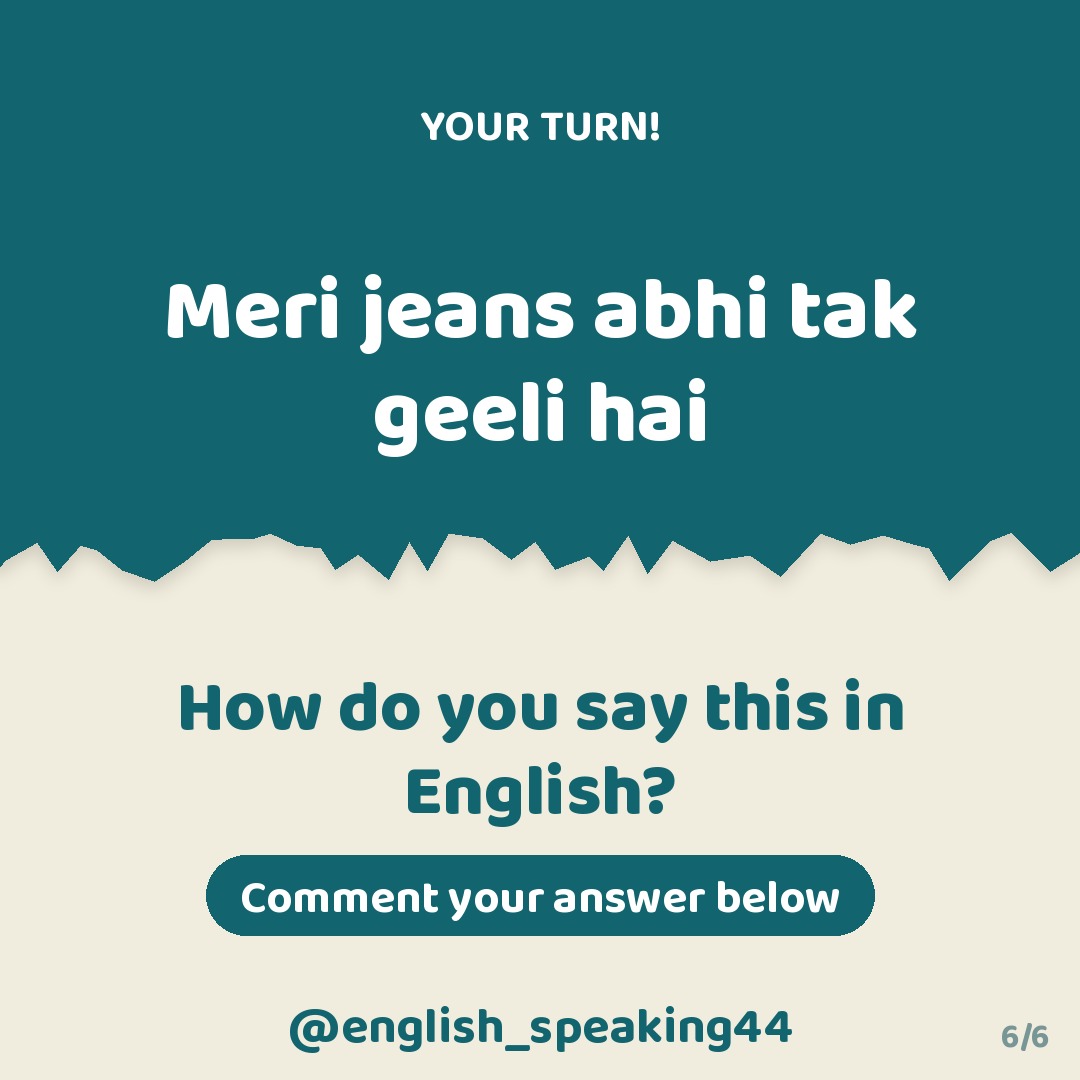 YOUR TURN!
Meri jeans abhi tak
geeli hai
How do you say this in
English?
Comment your answer below
@english_speaking44
6/6